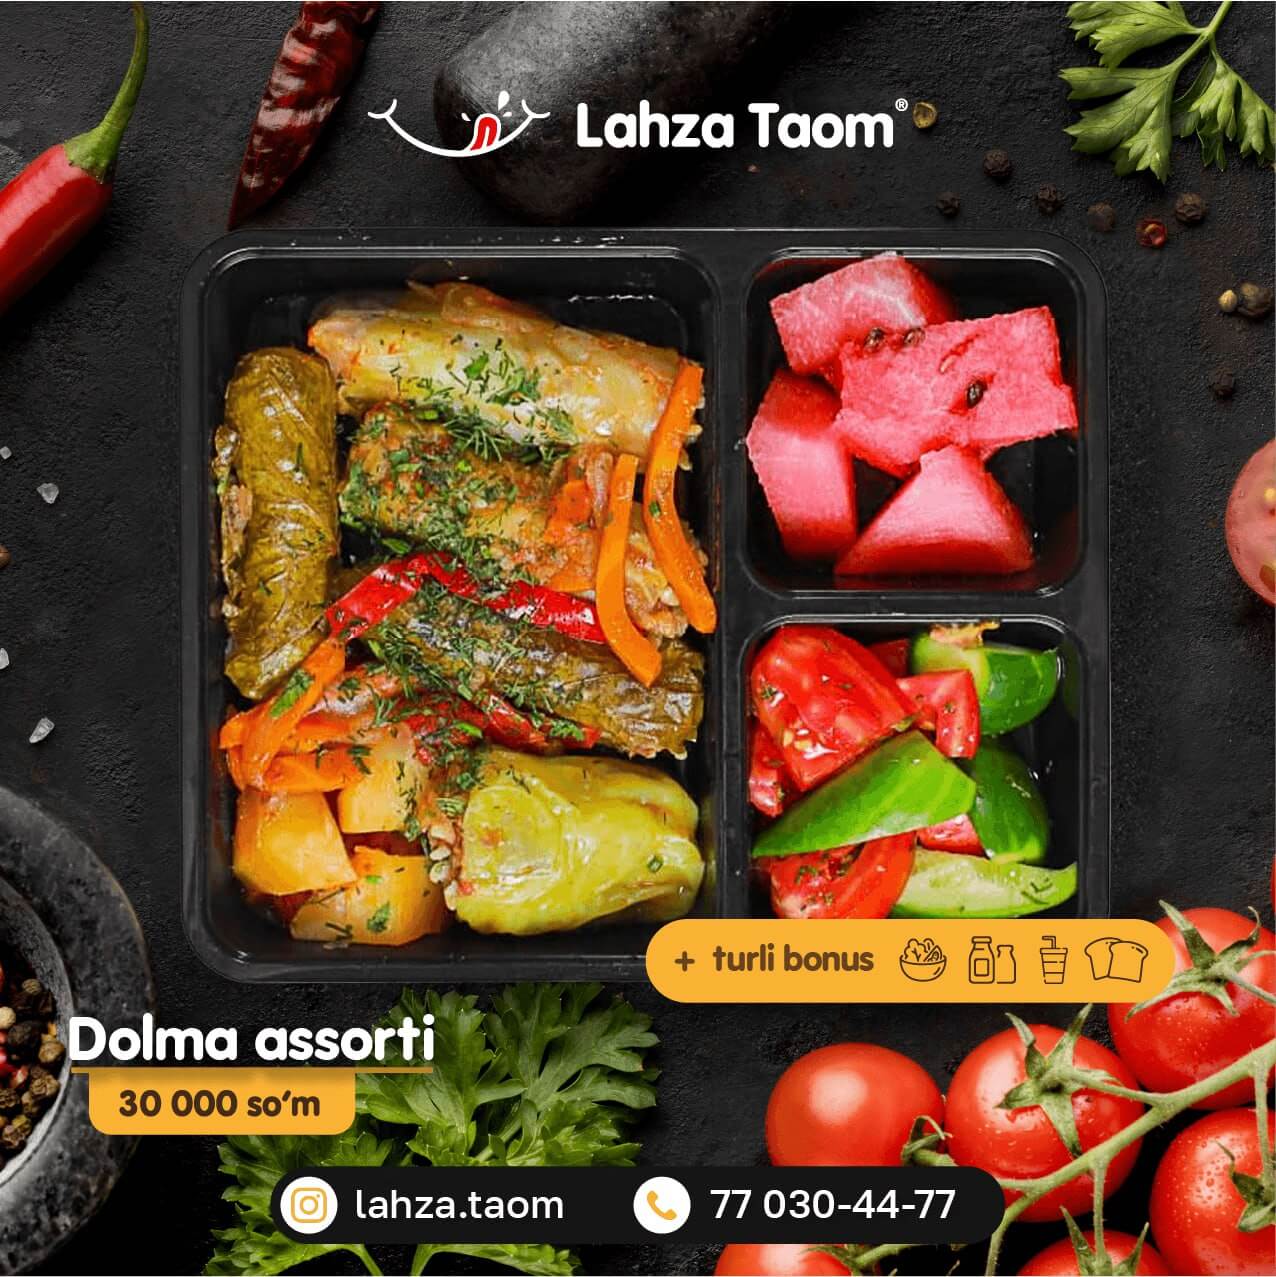 Lahza Taom®
+ turli bonus
Dolma assorti
30 000 so‘m
lahza.taom
77 030-44-77